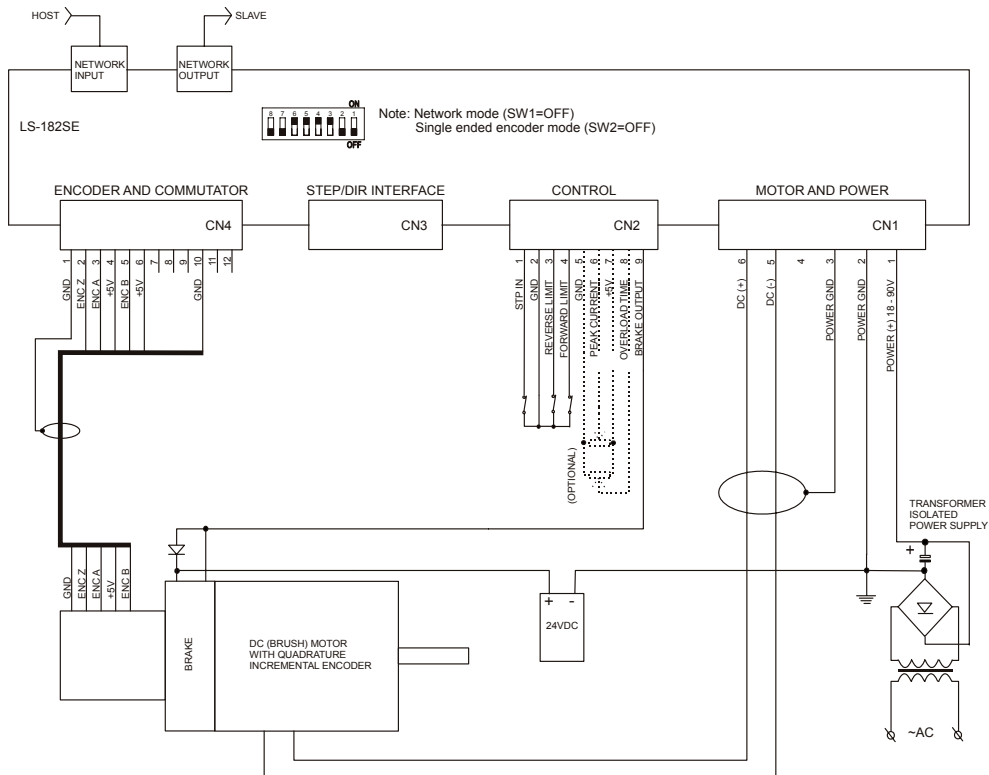 HOST
SLAVE
NETWORK
INPUT
NETWORK
OUTPUT
LS-182SE
ON
8 7 6 5 4 3 2 1
OFF
Note: Network mode (SW1=OFF)
Single ended encoder mode (SW2=OFF)
ENCODER AND COMMUTATOR
STEP/DIR INTERFACE
CONTROL
MOTOR AND POWER
CN4
CN3
CN2
CN1
1 2 3 4 5 6 7 8 9 10 11 12
GND
ENC Z
ENC A
+5V
ENC B
+5V
GND
1 2 3 4 5 6 7 8 9
STP IN
GND
REVERSE LIMIT
FORWARD LIMIT
GND
PEAK CURRENT
+5V
OVERLOAD TIME
BRAKE OUTPUT
6 5 4 3 2 1
DC (+)
DC (-)
POWER GND
POWER GND
POWER (+) 18 - 90V
(OPTIONAL)
TRANSFORMER
ISOLATED
POWER SUPPLY
+
GND
ENC Z
ENC A
+5V
ENC B
BRAKE
DC (BRUSH) MOTOR
WITH QUADRATURE
INCREMENTAL ENCODER
+ -
24VDC
~AC